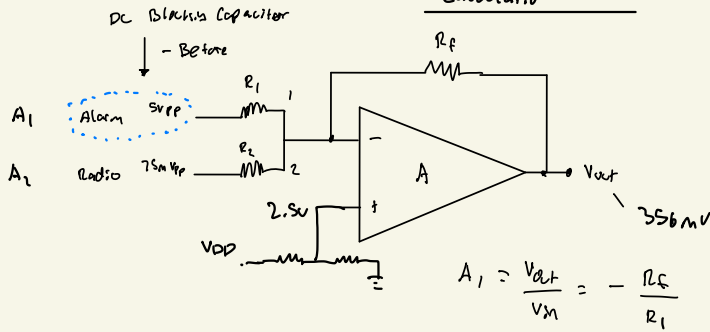 DC Blocking Capacitor
- Before
Rf
A1 Alarm 5Vpp R1 1
A2 Radio 75mVpp R2 2
-
A
2.5V +
Vout
356mV
VDD
A1 = Vout / Vin = - Rf / R1